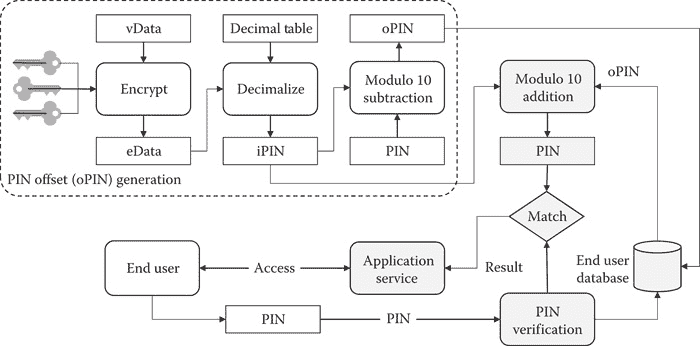 vData
Decimal table
oPIN
Encrypt
Decimalize
Modulo 10
subtraction
Modulo 10
addition
oPIN
eData
iPIN
PIN
PIN
PIN offset (oPIN) generation
Match
End user
Access
Application
service
Result
End user
database
PIN
PIN
PIN
verification